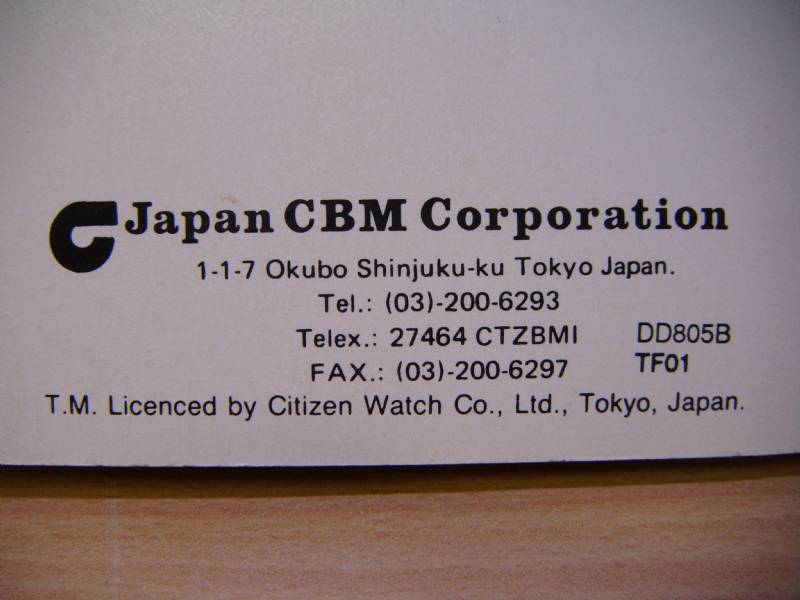 Japan CBM Corporation
1-1-7 Okubo Shinjuku-ku Tokyo Japan.
Tel.: (03)-200-6293
Telex.: 27464 CTZBMI DD805B
FAX.: (03)-200-6297 TF01
T.M. Licenced by Citizen Watch Co., Ltd., Tokyo, Japan.